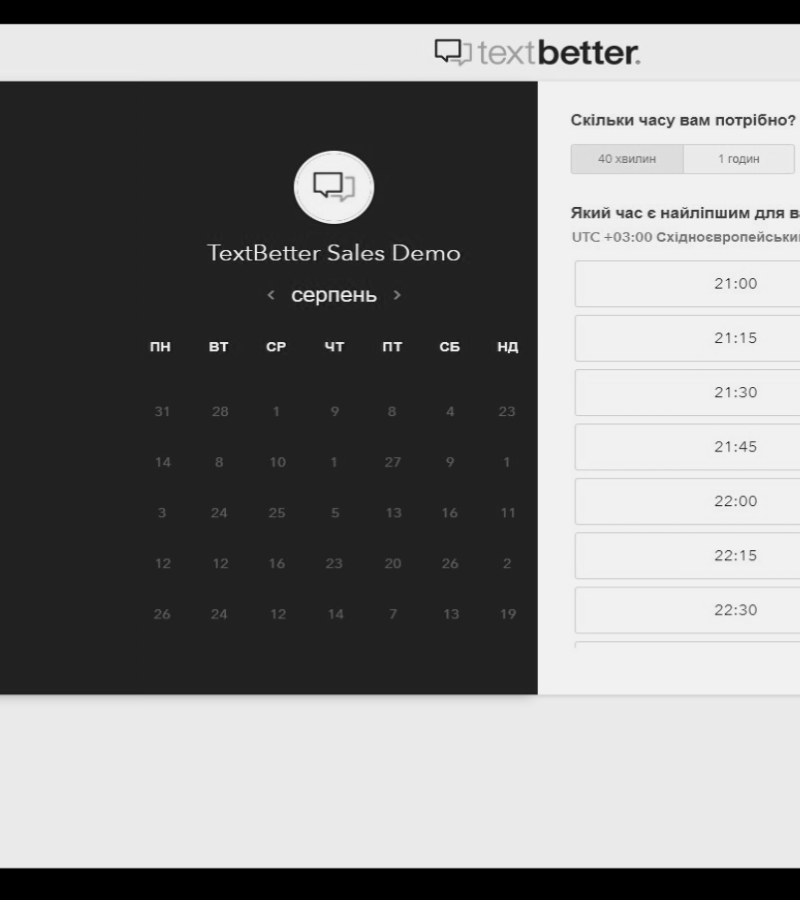 textbetter.
TextBetter Sales Demo
< серпень >
ПН ВТ СР ЧТ ПТ СБ НД
31 28 1 9 8 4 23
14 8 10 1 27 9 1
3 24 25 5 13 16 11
12 12 16 23 20 26 2
26 24 12 14 7 13 19
Скільки часу вам потрібно?
40 хвилин 1 годин
Який час є найліпшим для в
UTC +03:00 Східноєвропейськи
21:00
21:15
21:30
21:45
22:00
22:15
22:30